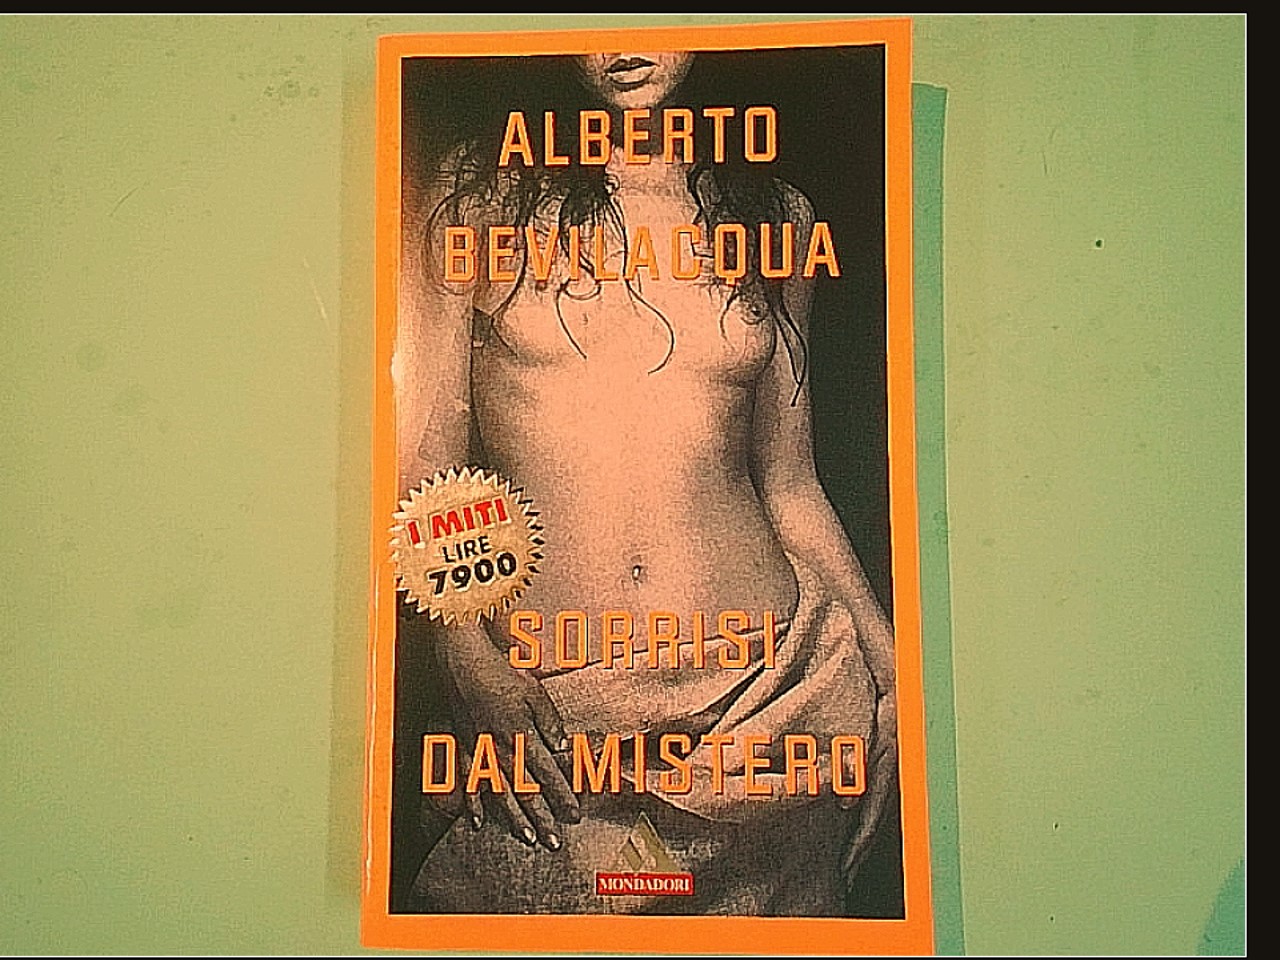 ALBERTO
BEVILACQUA
I MITI
LIRE
7900
SORRISI
DAL MISTERO
MONDADORI